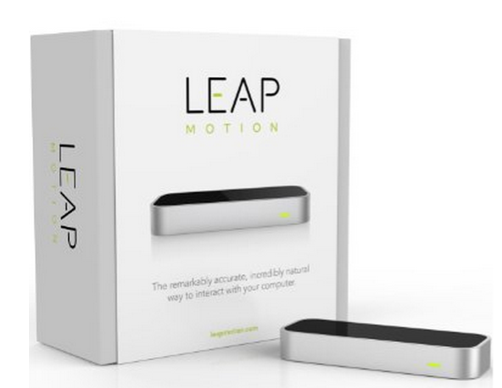 LEAP
MOTION
LEAP
MOTION
The remarkably accurate, incredibly natural
way to interact with your computer.
leapmotion.com